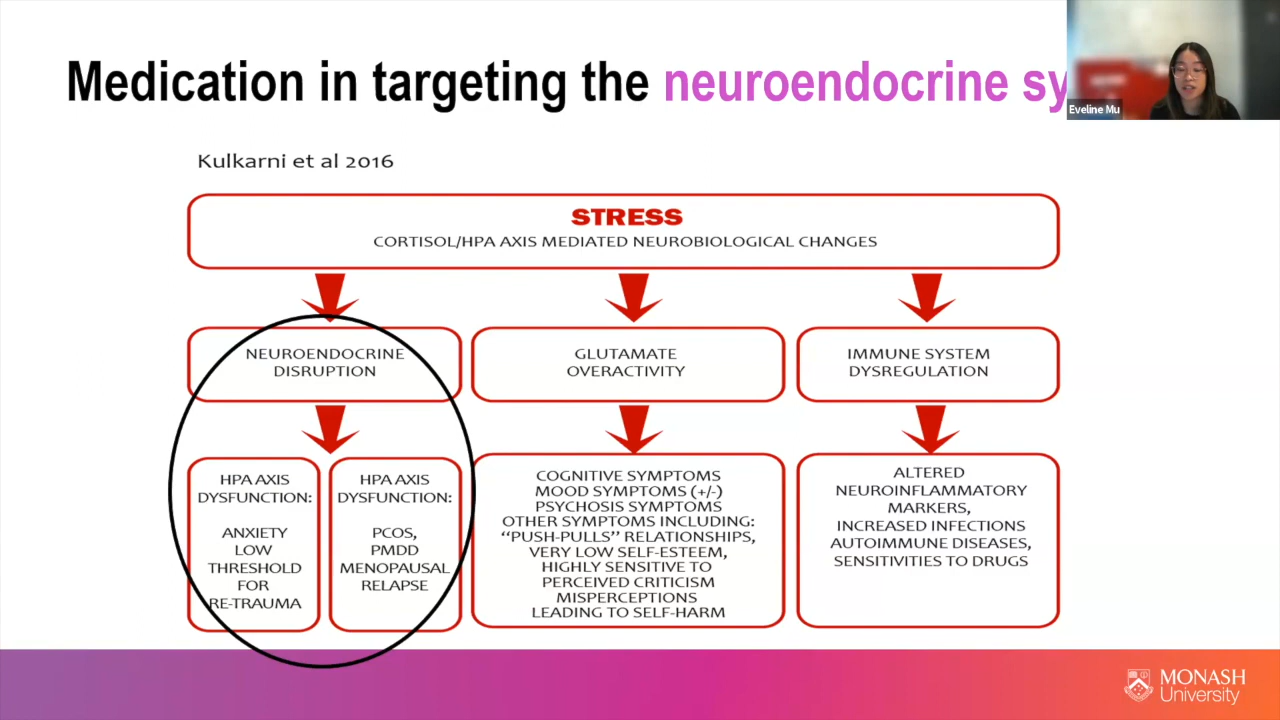 Medication in targeting the neuroendocrine sy
Eveline Mu
Kulkarni et al 2016
STRESS
CORTISOL/HPA AXIS MEDIATED NEUROBIOLOGICAL CHANGES
NEUROENDOCRINE
DISRUPTION
GLUTAMATE
OVERACTIVITY
IMMUNE SYSTEM
DYSREGULATION
HPA AXIS
DYSFUNCTION:
ANXIETY
LOW
THRESHOLD
FOR
RE-TRAUMA
HPA AXIS
DYSFUNCTION:
PCOS,
PMDD
MENOPAUSAL
RELAPSE
COGNITIVE SYMPTOMS
MOOD SYMPTOMS (+/-)
PSYCHOSIS SYMPTOMS
OTHER SYMPTOMS INCLUDING:
“PUSH-PULLS” RELATIONSHIPS,
VERY LOW SELF-ESTEEM,
HIGHLY SENSITIVE TO
PERCEIVED CRITICISM
MISPERCEPTIONS
LEADING TO SELF-HARM
ALTERED
NEUROINFLAMMATORY
MARKERS,
INCREASED INFECTIONS
AUTOIMMUNE DISEASES,
SENSITIVITIES TO DRUGS
MONASH
University